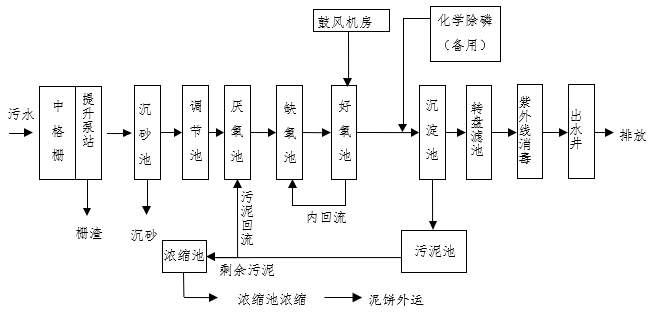 鼓风机房
化学除磷
（备用）
污水
中格栅
提升泵站
沉砂池
调节池
厌氧池
缺氧池
好氧池
沉淀池
转盘滤池
紫外线消毒
出水井
排放
栅渣
沉砂
污泥回流
内回流
浓缩池
剩余污泥
污泥池
浓缩池浓缩
泥饼外运